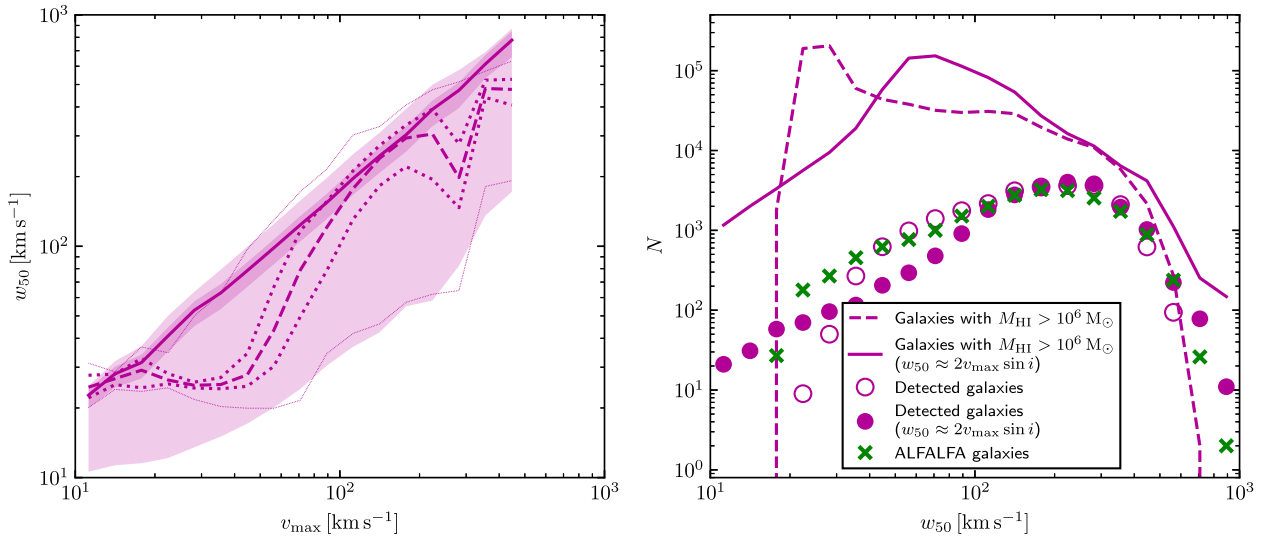 10³
10²
10¹
w₅₀ [km s⁻¹]
10¹
10²
10³
v_max [km s⁻¹]
10⁵
10⁴
10³
10²
10¹
10⁰
N
Galaxies with M_HI > 10⁶ M_⊙
Galaxies with M_HI > 10⁶ M_⊙
(w₅₀ ≈ 2v_max sin i)
Detected galaxies
Detected galaxies
(w₅₀ ≈ 2v_max sin i)
ALFALFA galaxies
10¹
10²
10³
w₅₀ [km s⁻¹]